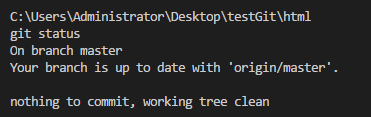 C:\Users\Administrator\Desktop\testGit\html
git status
On branch master
Your branch is up to date with 'origin/master'.
nothing to commit, working tree clean